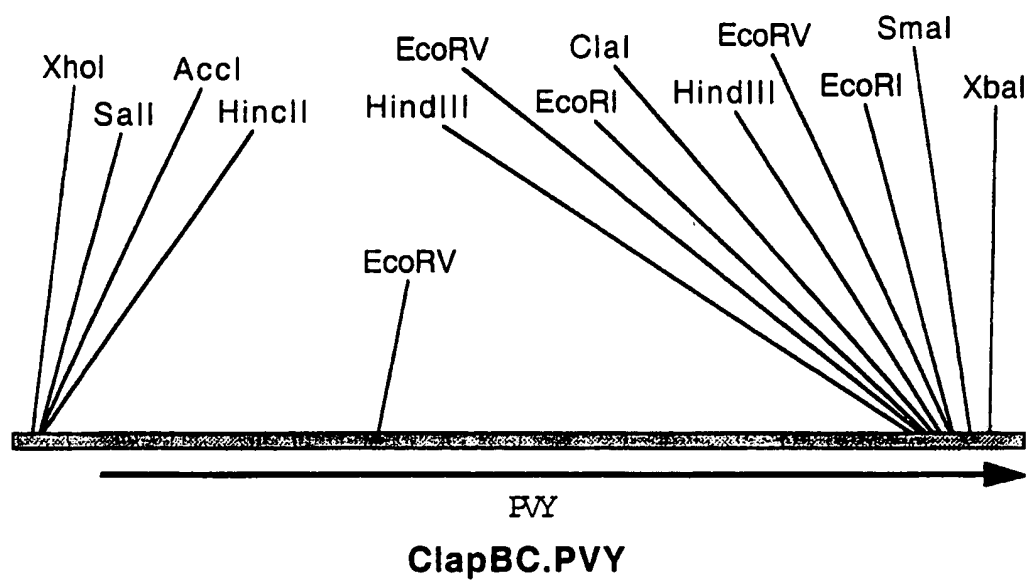 XhoI
SalI
AccI
HincII
HindIII
EcoRV
EcoRI
ClaI
HindIII
EcoRV
EcoRI
SmaI
XbaI
EcoRV
PVY
ClapBC.PVY